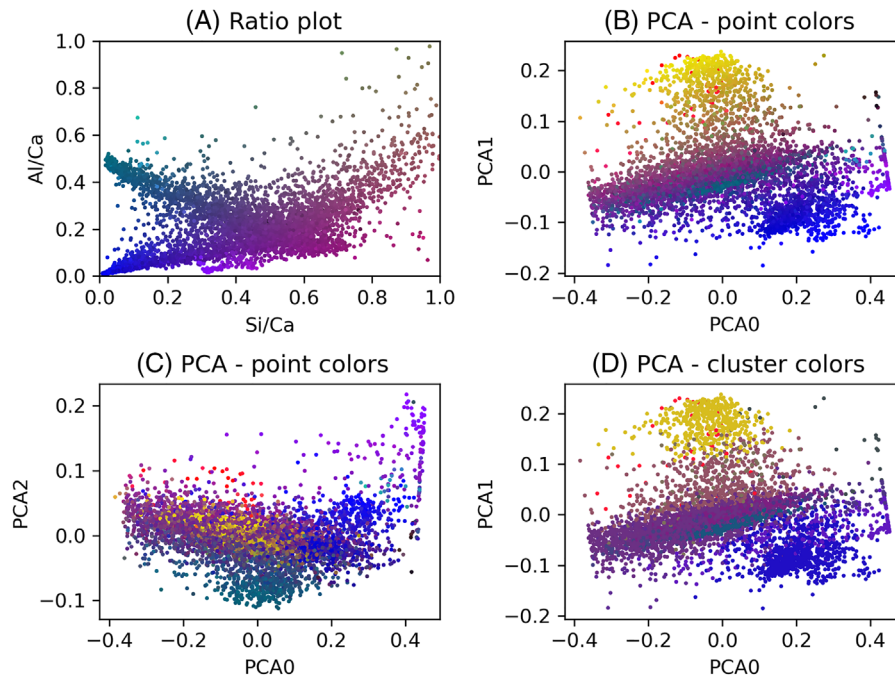 (A) Ratio plot
1.0
0.8
0.6
0.4
0.2
0.0
Al/Ca
0.0 0.2 0.4 0.6 0.8 1.0
Si/Ca
(B) PCA - point colors
0.2
0.1
0.0
−0.1
−0.2
PCA1
−0.4 −0.2 0.0 0.2 0.4
PCA0
(C) PCA - point colors
0.2
0.1
0.0
−0.1
PCA2
−0.4 −0.2 0.0 0.2 0.4
PCA0
(D) PCA - cluster colors
0.2
0.1
0.0
−0.1
−0.2
PCA1
−0.4 −0.2 0.0 0.2 0.4
PCA0